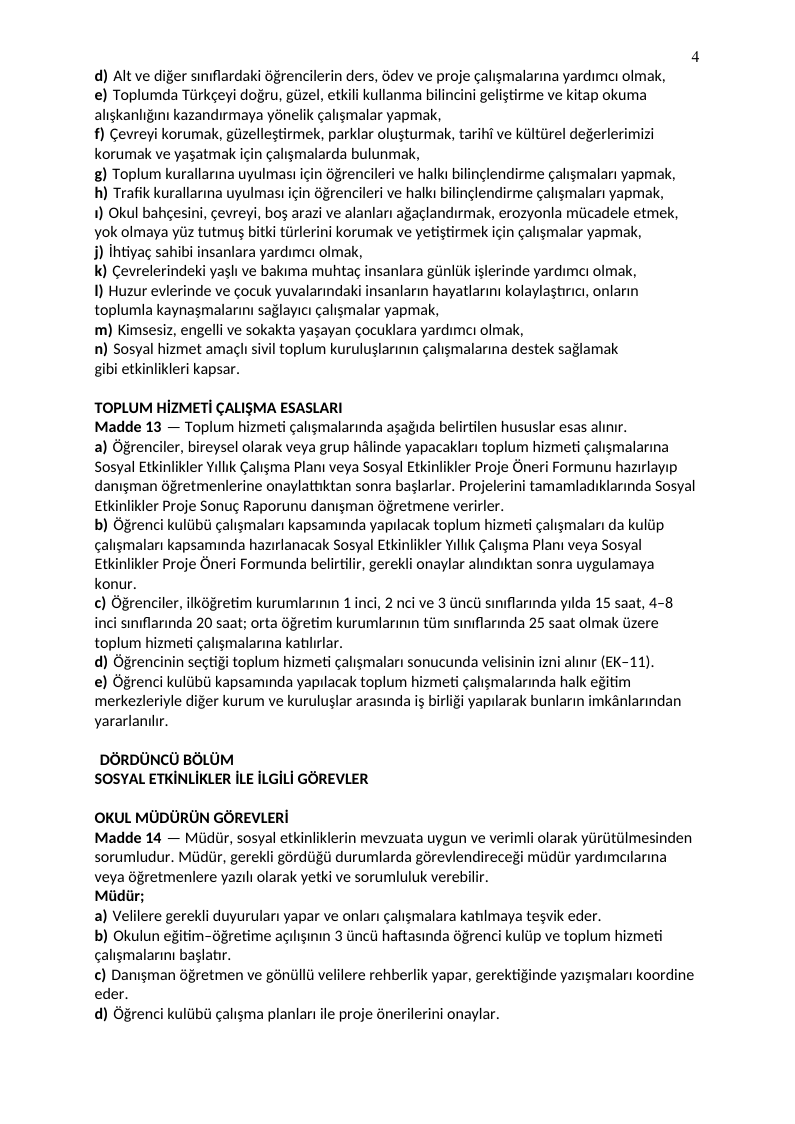 4
d) Alt ve diğer sınıflardaki öğrencilerin ders, ödev ve proje çalışmalarına yardımcı olmak,
e) Toplumda Türkçeyi doğru, güzel, etkili kullanma bilincini geliştirme ve kitap okuma
alışkanlığını kazandırmaya yönelik çalışmalar yapmak,
f) Çevreyi korumak, güzelleştirmek, parklar oluşturmak, tarihî ve kültürel değerlerimizi
korumak ve yaşatmak için çalışmalarda bulunmak,
g) Toplum kurallarına uyulması için öğrencileri ve halkı bilinçlendirme çalışmaları yapmak,
h) Trafik kurallarına uyulması için öğrencileri ve halkı bilinçlendirme çalışmaları yapmak,
ı) Okul bahçesini, çevreyi, boş arazi ve alanları ağaçlandırmak, erozyonla mücadele etmek,
yok olmaya yüz tutmuş bitki türlerini korumak ve yetiştirmek için çalışmalar yapmak,
j) İhtiyaç sahibi insanlara yardımcı olmak,
k) Çevrelerindeki yaşlı ve bakıma muhtaç insanlara günlük işlerinde yardımcı olmak,
l) Huzur evlerinde ve çocuk yuvalarındaki insanların hayatlarını kolaylaştırıcı, onların
toplumla kaynaşmalarını sağlayıcı çalışmalar yapmak,
m) Kimsesiz, engelli ve sokakta yaşayan çocuklara yardımcı olmak,
n) Sosyal hizmet amaçlı sivil toplum kuruluşlarının çalışmalarına destek sağlamak
gibi etkinlikleri kapsar.
TOPLUM HİZMETİ ÇALIŞMA ESASLARI
Madde 13 — Toplum hizmeti çalışmalarında aşağıda belirtilen hususlar esas alınır.
a) Öğrenciler, bireysel olarak veya grup hâlinde yapacakları toplum hizmeti çalışmalarına
Sosyal Etkinlikler Yıllık Çalışma Planı veya Sosyal Etkinlikler Proje Öneri Formunu hazırlayıp
danışman öğretmenlerine onaylattıktan sonra başlarlar. Projelerini tamamladıklarında Sosyal
Etkinlikler Proje Sonuç Raporunu danışman öğretmene verirler.
b) Öğrenci kulübü çalışmaları kapsamında yapılacak toplum hizmeti çalışmaları da kulüp
çalışmaları kapsamında hazırlanacak Sosyal Etkinlikler Yıllık Çalışma Planı veya Sosyal
Etkinlikler Proje Öneri Formunda belirtilir, gerekli onaylar alındıktan sonra uygulamaya
konur.
c) Öğrenciler, ilköğretim kurumlarının 1 inci, 2 nci ve 3 üncü sınıflarında yılda 15 saat, 4–8
inci sınıflarında 20 saat; orta öğretim kurumlarının tüm sınıflarında 25 saat olmak üzere
toplum hizmeti çalışmalarına katılırlar.
d) Öğrencinin seçtiği toplum hizmeti çalışmaları sonucunda velisinin izni alınır (EK–11).
e) Öğrenci kulübü kapsamında yapılacak toplum hizmeti çalışmalarında halk eğitim
merkezleriyle diğer kurum ve kuruluşlar arasında iş birliği yapılarak bunların imkânlarından
yararlanılır.
DÖRDÜNCÜ BÖLÜM
SOSYAL ETKİNLİKLER İLE İLGİLİ GÖREVLER
OKUL MÜDÜRÜN GÖREVLERİ
Madde 14 — Müdür, sosyal etkinliklerin mevzuata uygun ve verimli olarak yürütülmesinden
sorumludur. Müdür, gerekli gördüğü durumlarda görevlendireceği müdür yardımcılarına
veya öğretmenlere yazılı olarak yetki ve sorumluluk verebilir.
Müdür;
a) Velilere gerekli duyuruları yapar ve onları çalışmalara katılmaya teşvik eder.
b) Okulun eğitim–öğretime açılışının 3 üncü haftasında öğrenci kulüp ve toplum hizmeti
çalışmalarını başlatır.
c) Danışman öğretmen ve gönüllü velilere rehberlik yapar, gerektiğinde yazışmaları koordine
eder.
d) Öğrenci kulübü çalışma planları ile proje önerilerini onaylar.